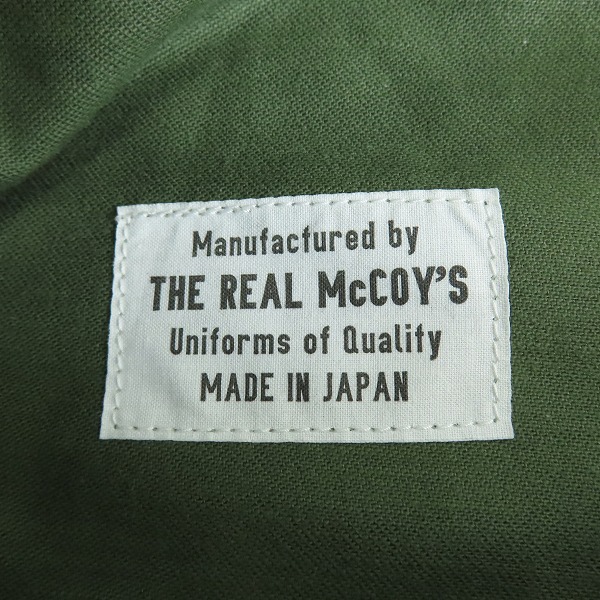 Manufactured by
THE REAL McCOY'S
Uniforms of Quality
MADE IN JAPAN